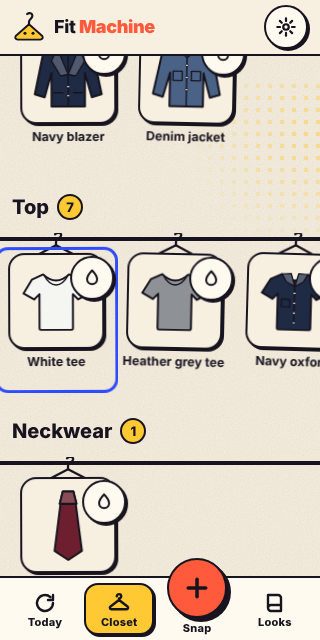 Fit Machine
Navy blazer
Denim jacket
Top 7
White tee
Heather grey tee
Navy oxfor
Neckwear 1
Today
Closet
Snap
Looks